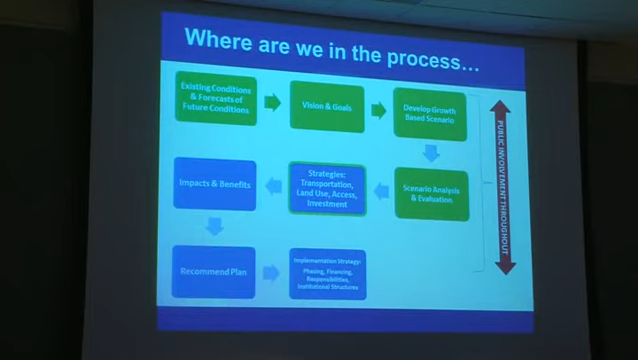 Where are we in the process...
Existing Conditions
& Forecasts of
Future Conditions
Vision & Goals
Develop Growth
Based Scenario
Impacts & Benefits
Strategies:
Transportation,
Land Use, Access,
Investment
Scenario Analysis
& Evaluation
Recommend Plan
Implementation Strategy:
Phasing, Financing,
Responsibilities,
Institutional Structures
PUBLIC INVOLVEMENT THROUGHOUT